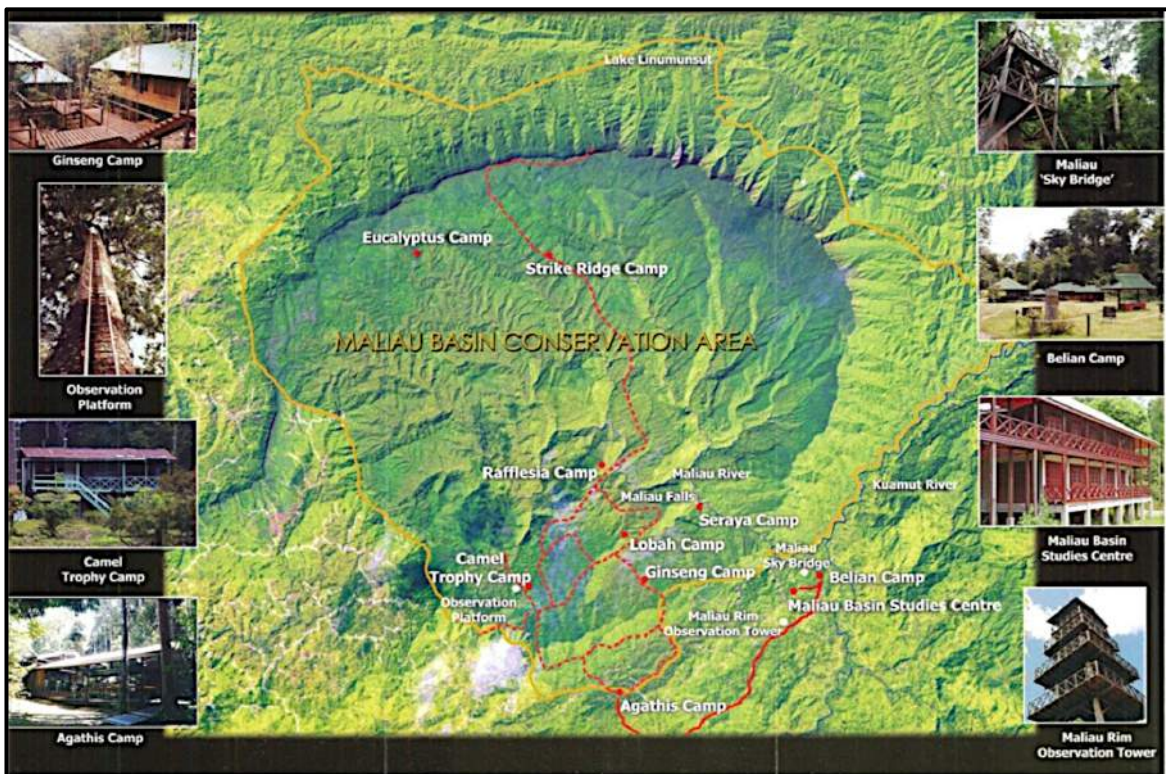 Ginseng Camp
Observation
Platform
Camel
Trophy Camp
Agathis Camp
Lake Linumunsut
Eucalyptus Camp
Strike Ridge Camp
MALIAU BASIN CONSERVATION AREA
Rafflesia Camp
Maliau River
Maliau Falls
Seraya Camp
Kuamut River
Lobah Camp
Camel
Trophy Camp
Ginseng Camp
Maliau
'Sky Bridge'
Belian Camp
Maliau Basin Studies Centre
Observation
Platform
Maliau Rim
Observation Tower
Agathis Camp
Maliau
'Sky Bridge'
Belian Camp
Maliau Basin
Studies Centre
Maliau Rim
Observation Tower